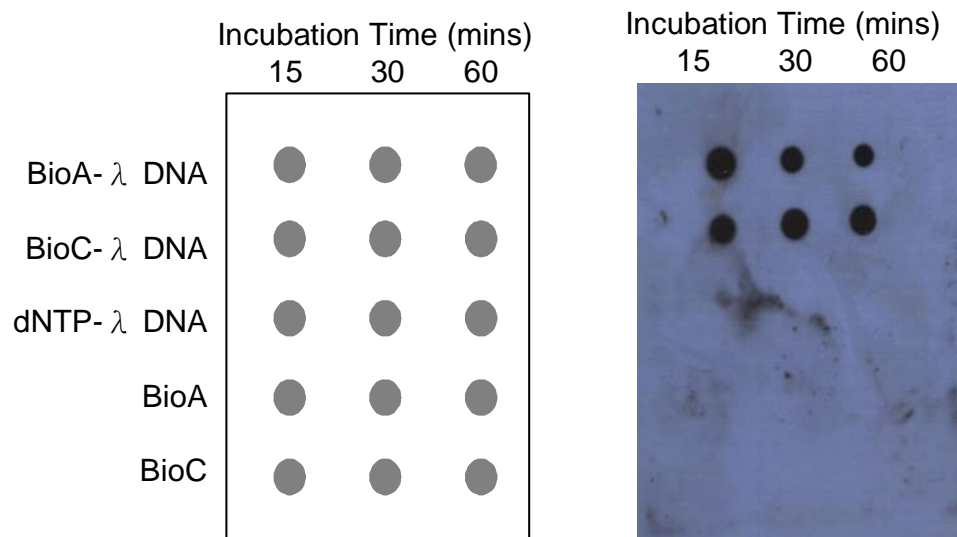 Incubation Time (mins)
15 30 60
BioA- λ DNA
BioC- λ DNA
dNTP- λ DNA
BioA
BioC
Incubation Time (mins)
15 30 60